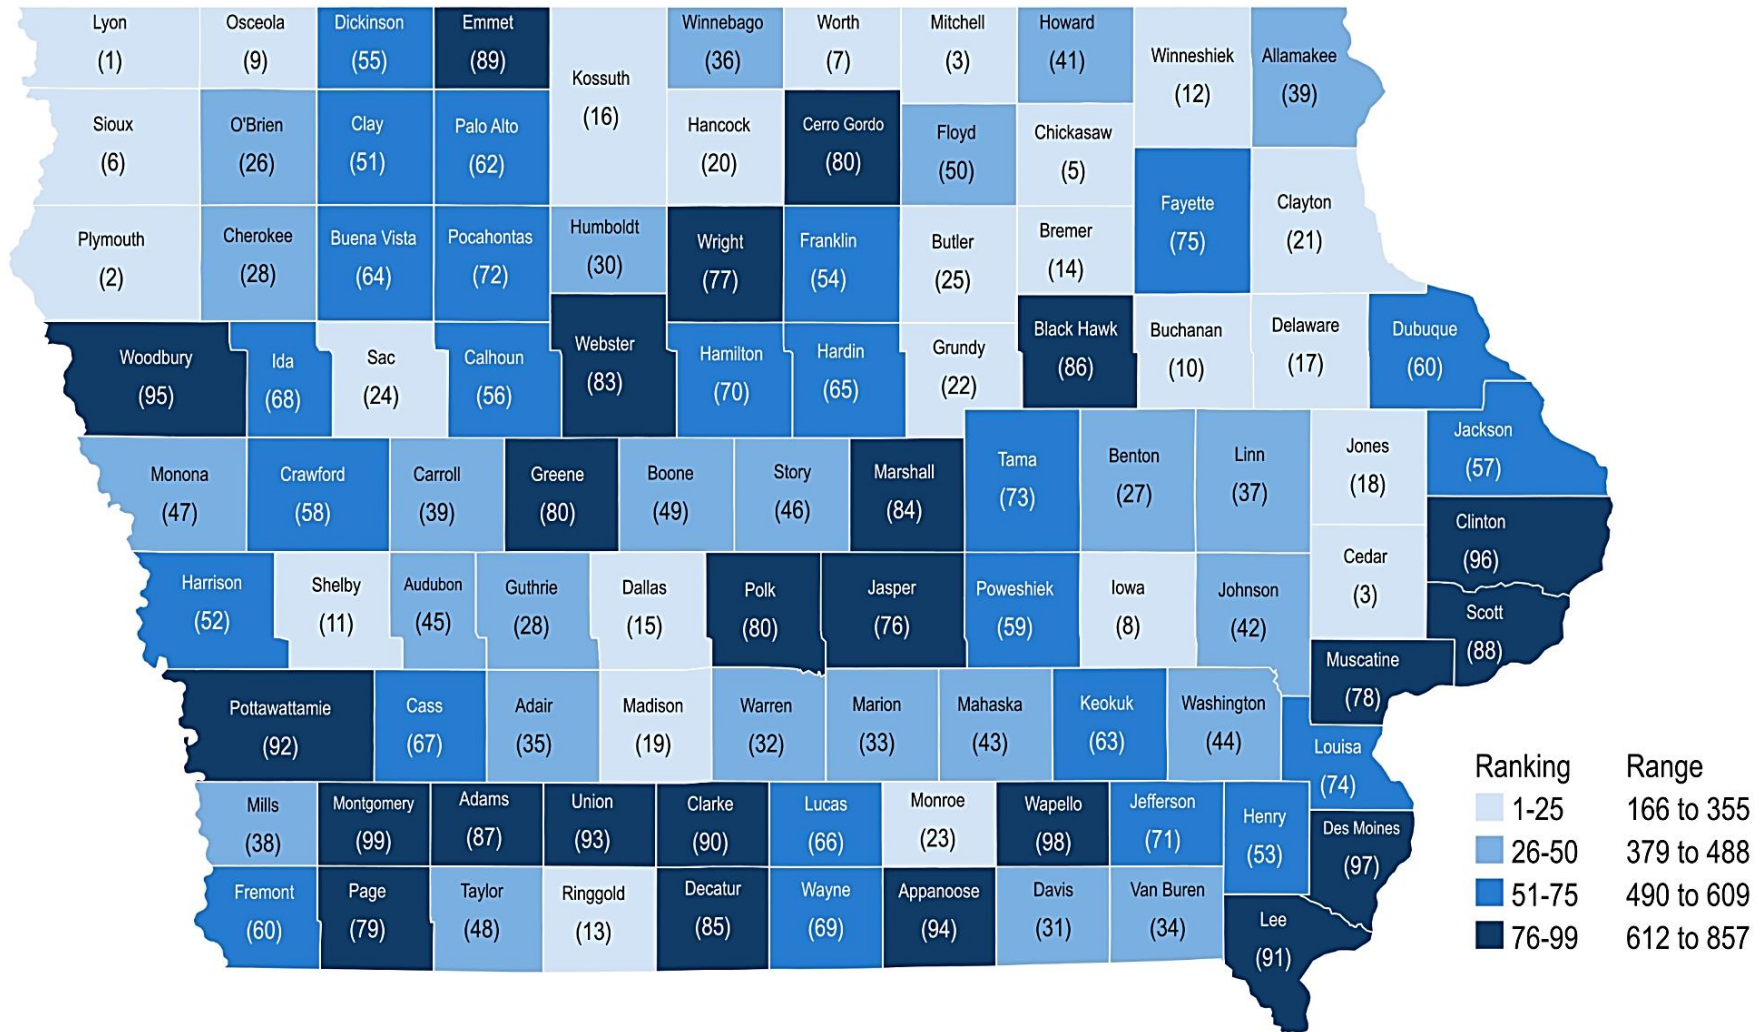 Lyon
(1)
Osceola
(9)
Dickinson
(55)
Emmet
(89)
Kossuth
(16)
Winnebago
(36)
Worth
(7)
Mitchell
(3)
Howard
(41)
Winneshiek
(12)
Allamakee
(39)
Sioux
(6)
O'Brien
(26)
Clay
(51)
Palo Alto
(62)
Hancock
(20)
Cerro Gordo
(80)
Floyd
(50)
Chickasaw
(5)
Plymouth
(2)
Cherokee
(28)
Buena Vista
(64)
Pocahontas
(72)
Humboldt
(30)
Wright
(77)
Franklin
(54)
Butler
(25)
Bremer
(14)
Fayette
(75)
Clayton
(21)
Woodbury
(95)
Ida
(68)
Sac
(24)
Calhoun
(56)
Webster
(83)
Hamilton
(70)
Hardin
(65)
Grundy
(22)
Black Hawk
(86)
Buchanan
(10)
Delaware
(17)
Dubuque
(60)
Monona
(47)
Crawford
(58)
Carroll
(39)
Greene
(80)
Boone
(49)
Story
(46)
Marshall
(84)
Tama
(73)
Benton
(27)
Linn
(37)
Jones
(18)
Jackson
(57)
Clinton
(96)
Harrison
(52)
Shelby
(11)
Audubon
(45)
Guthrie
(28)
Dallas
(15)
Polk
(80)
Jasper
(76)
Poweshiek
(59)
Iowa
(8)
Johnson
(42)
Cedar
(3)
Scott
(88)
Muscatine
(78)
Pottawattamie
(92)
Cass
(67)
Adair
(35)
Madison
(19)
Warren
(32)
Marion
(33)
Mahaska
(43)
Keokuk
(63)
Washington
(44)
Louisa
(74)
Mills
(38)
Montgomery
(99)
Adams
(87)
Union
(93)
Clarke
(90)
Lucas
(66)
Monroe
(23)
Wapello
(98)
Jefferson
(71)
Henry
(53)
Des Moines
(97)
Fremont
(60)
Page
(79)
Taylor
(48)
Ringgold
(13)
Decatur
(85)
Wayne
(69)
Appanoose
(94)
Davis
(31)
Van Buren
(34)
Lee
(91)
Ranking Range
1-25 166 to 355
26-50 379 to 488
51-75 490 to 609
76-99 612 to 857